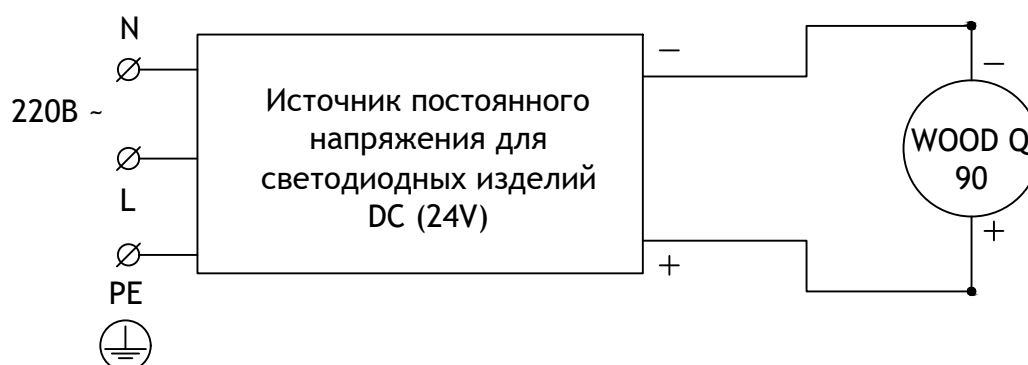 N
220В ~
L
PE
Источник постоянного
напряжения для
светодиодных изделий
DC (24V)
−
+
−
WOOD Q
90
+